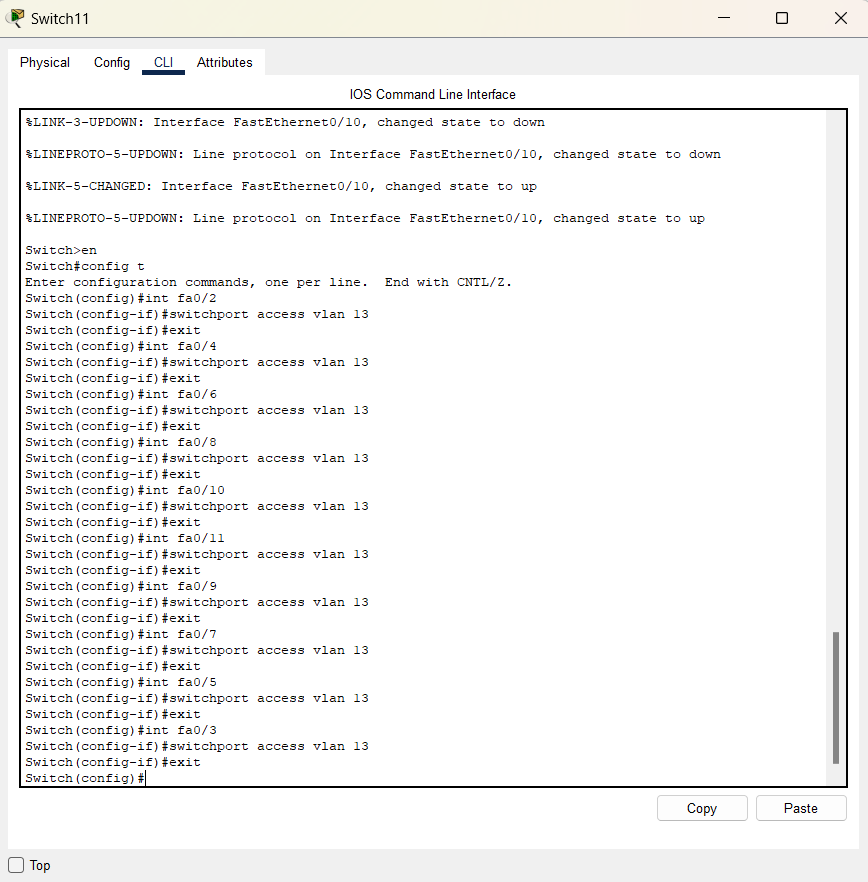 Switch11
Physical Config CLI Attributes
IOS Command Line Interface
%LINK-3-UPDOWN: Interface FastEthernet0/10, changed state to down
%LINEPROTO-5-UPDOWN: Line protocol on Interface FastEthernet0/10, changed state to down
%LINK-5-CHANGED: Interface FastEthernet0/10, changed state to up
%LINEPROTO-5-UPDOWN: Line protocol on Interface FastEthernet0/10, changed state to up
Switch>en
Switch#config t
Enter configuration commands, one per line.  End with CNTL/Z.
Switch(config)#int fa0/2
Switch(config-if)#switchport access vlan 13
Switch(config-if)#exit
Switch(config)#int fa0/4
Switch(config-if)#switchport access vlan 13
Switch(config-if)#exit
Switch(config)#int fa0/6
Switch(config-if)#switchport access vlan 13
Switch(config-if)#exit
Switch(config)#int fa0/8
Switch(config-if)#switchport access vlan 13
Switch(config-if)#exit
Switch(config)#int fa0/10
Switch(config-if)#switchport access vlan 13
Switch(config-if)#exit
Switch(config)#int fa0/11
Switch(config-if)#switchport access vlan 13
Switch(config-if)#exit
Switch(config)#int fa0/9
Switch(config-if)#switchport access vlan 13
Switch(config-if)#exit
Switch(config)#int fa0/7
Switch(config-if)#switchport access vlan 13
Switch(config-if)#exit
Switch(config)#int fa0/5
Switch(config-if)#switchport access vlan 13
Switch(config-if)#exit
Switch(config)#int fa0/3
Switch(config-if)#switchport access vlan 13
Switch(config-if)#exit
Switch(config)#
Copy Paste
Top